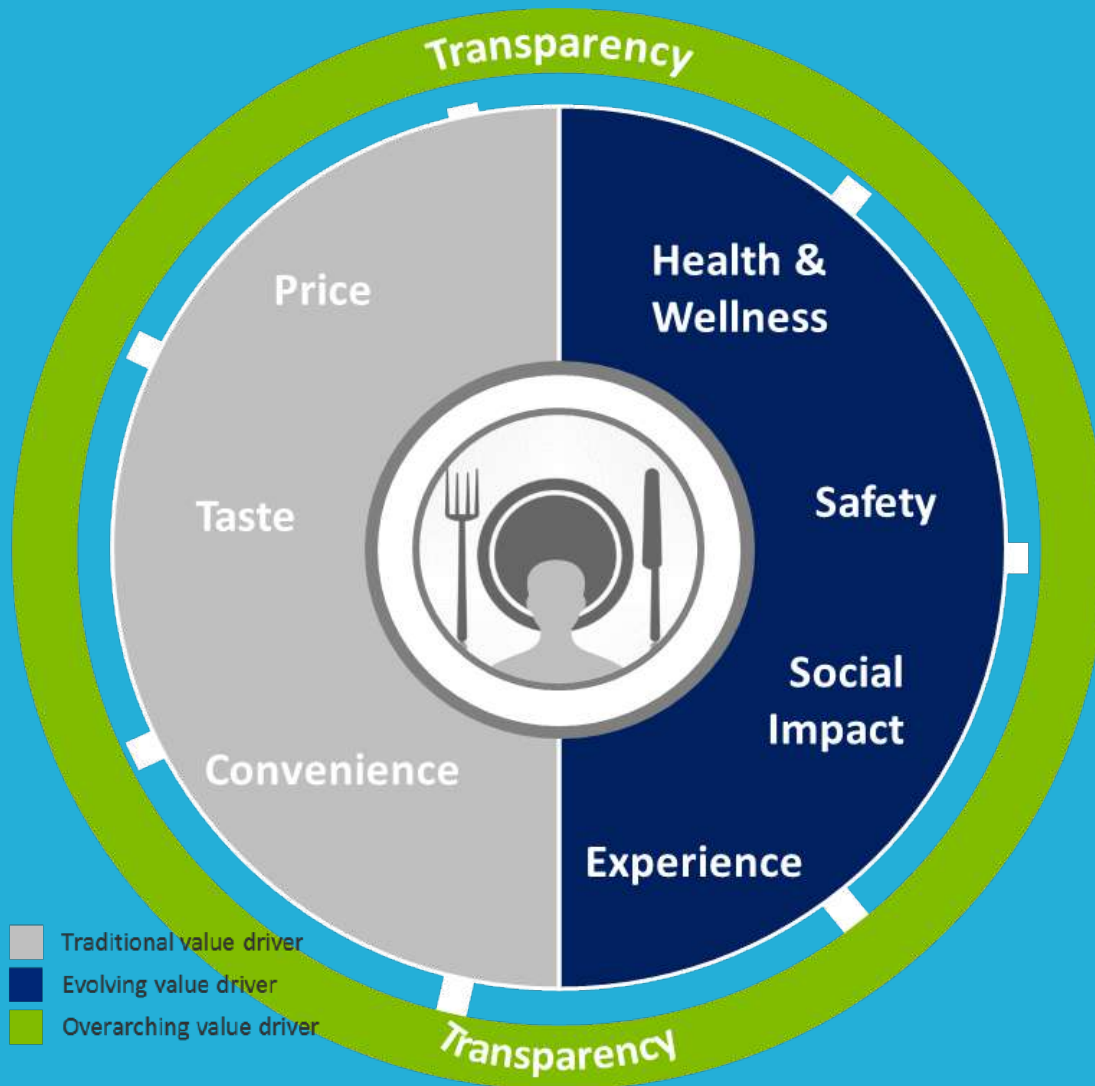 Transparency
Price
Taste
Convenience
Health &
Wellness
Safety
Social
Impact
Experience
Transparency
Traditional value driver
Evolving value driver
Overarching value driver